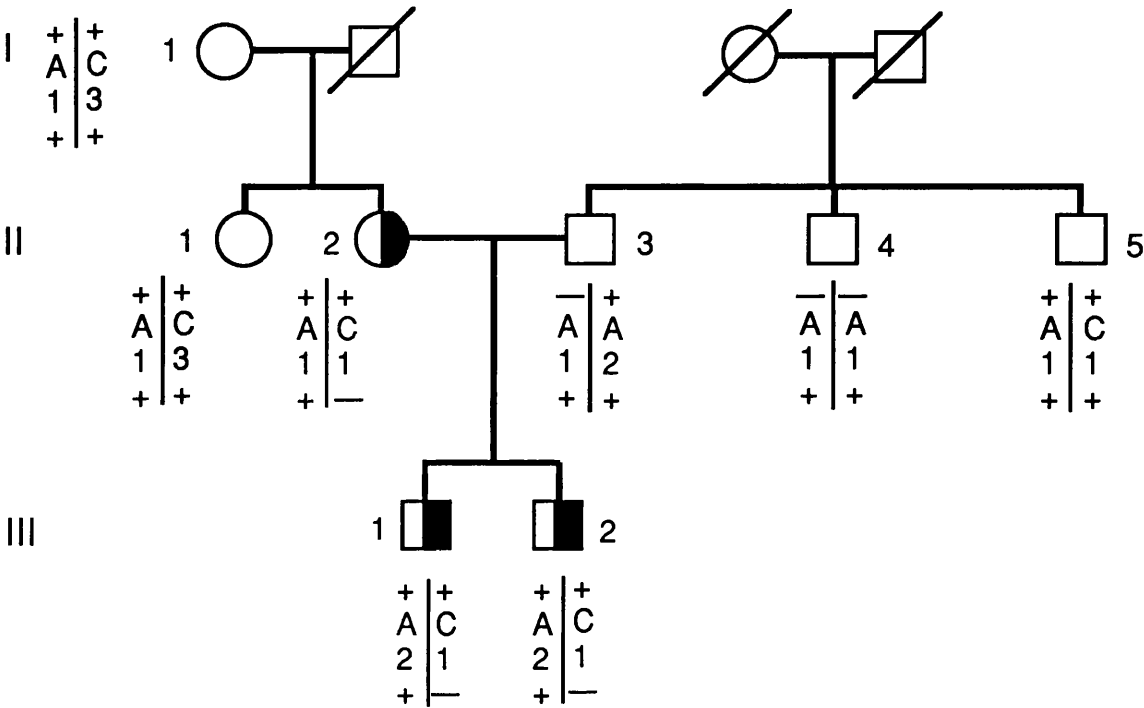 I
+ +
A C
1 3
+ +
1
II
1
2
3
4
5
+ +
A C
1 3
+ +
+ +
A C
1 1
+ —
— +
A A
1 2
+ +
— —
A A
1 1
+ +
+ +
A C
1 1
+ +
III
1
2
+ +
A C
2 1
+ —
+ +
A C
2 1
+ —